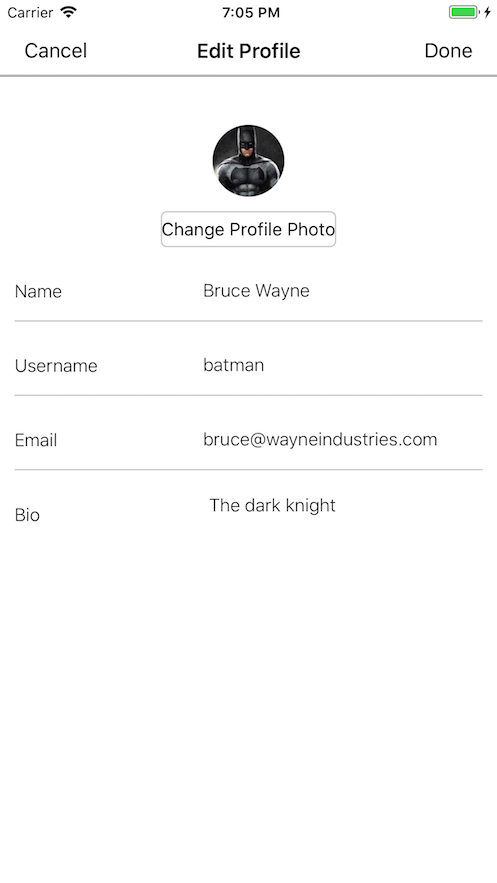 Carrier 7:05 PM
Cancel Edit Profile Done
Change Profile Photo
Name Bruce Wayne
Username batman
Email bruce@wayneindustries.com
Bio The dark knight